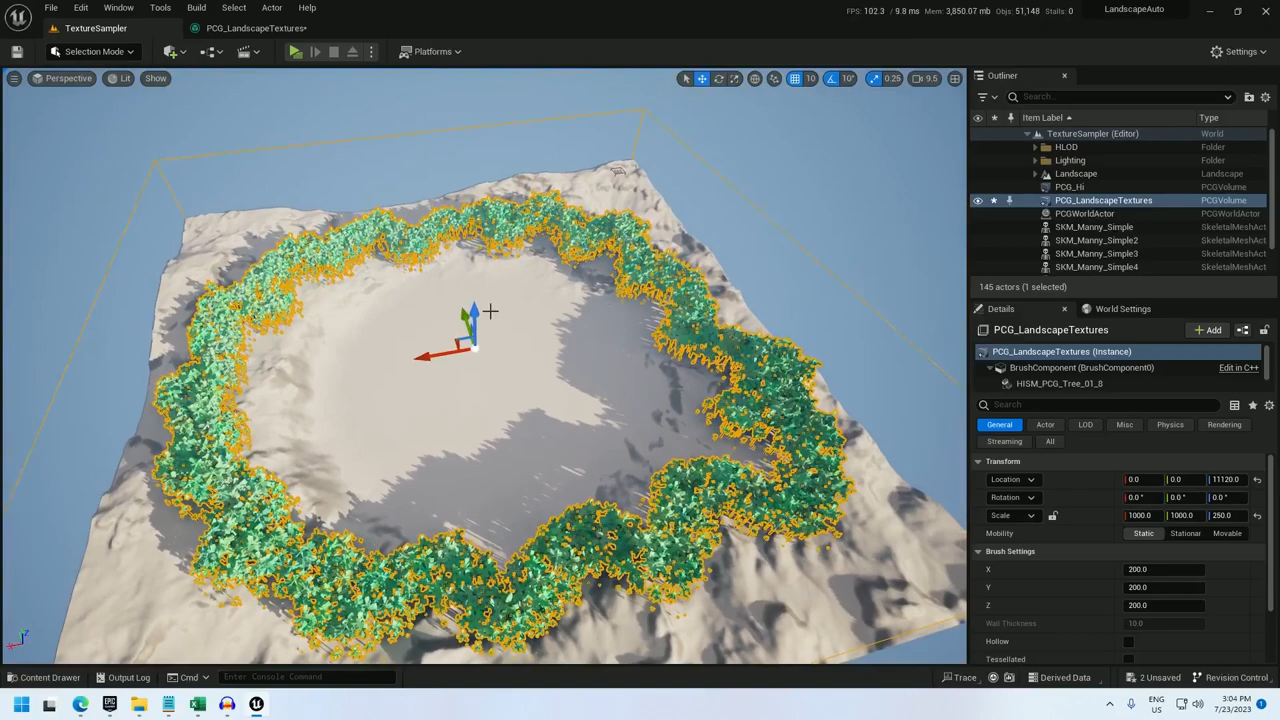 File Edit Window Tools Build Select Actor Help
FPS: 102.3 / 9.8 ms Mem: 3,850.07 mb Objs: 51,148 Stalls: 0
LandscapeAuto
TextureSampler
PCG_LandscapeTextures*
Selection Mode
Platforms
Settings
Perspective
Lit
Show
10
10°
0.25
9.5
Outliner
Search...
Item Label
Type
TextureSampler (Editor) World
HLOD Folder
Lighting Folder
Landscape Landscape
PCG_Hi PCGVolume
PCG_LandscapeTextures PCGVolume
PCGWorldActor PCGWorldActor
SKM_Manny_Simple SkeletalMeshAct
SKM_Manny_Simple2 SkeletalMeshAct
SKM_Manny_Simple3 SkeletalMeshAct
SKM_Manny_Simple4 SkeletalMeshAct
145 actors (1 selected)
Details
World Settings
PCG_LandscapeTextures
Add
PCG_LandscapeTextures (Instance)
BrushComponent (BrushComponent0) Edit in C++
HISM_PCG_Tree_01_8
Search
General Actor LOD Misc Physics Rendering
Streaming All
Transform
Location 0.0 0.0 11120.0
Rotation 0.0 ° 0.0 ° 0.0 °
Scale 1000.0 1000.0 250.0
Mobility Static Stationar Movable
Brush Settings
X 200.0
Y 200.0
Z 200.0
Wall Thickness 10.0
Hollow
Tessellated
Content Drawer
Output Log
Cmd
Enter Console Command
Trace
Derived Data
2 Unsaved
Revision Control
ENG
US
3:04 PM
7/23/2023
1